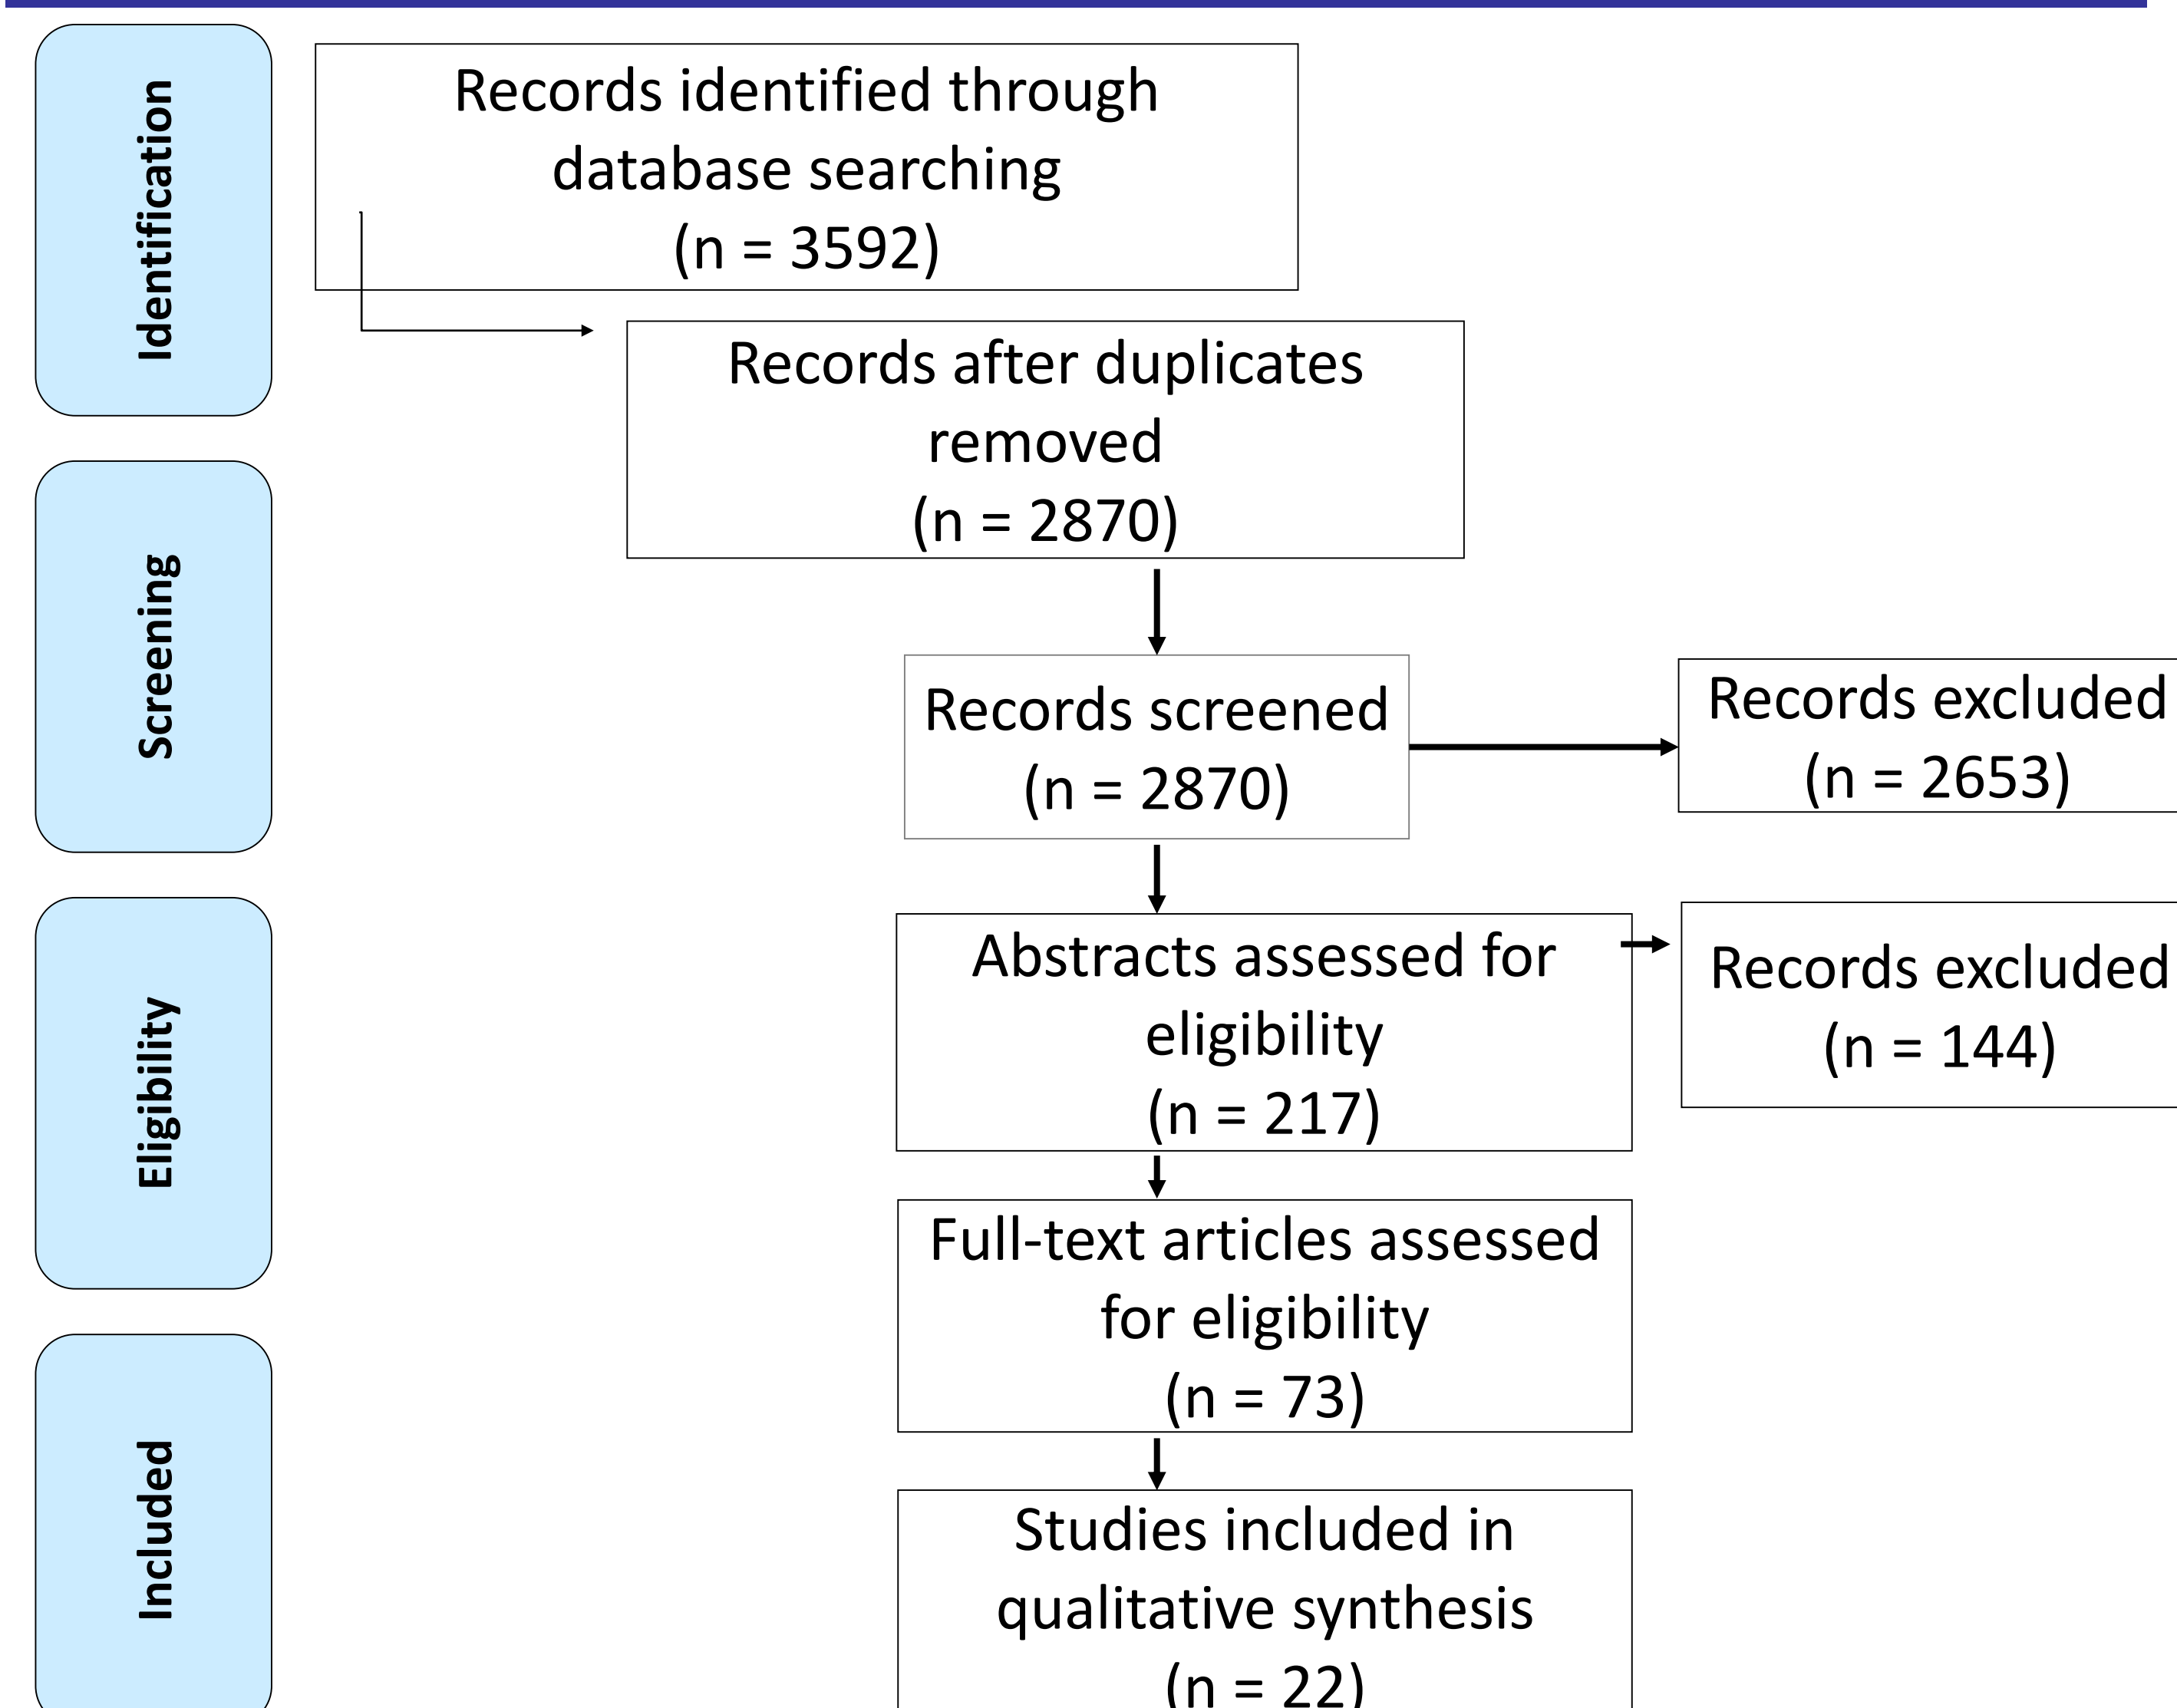 Identification
Records identified through
database searching
(n = 3592)
Records after duplicates
removed
(n = 2870)
Screening
Records screened
(n = 2870)
Records excluded
(n = 2653)
Eligibility
Abstracts assessed for
eligibility
(n = 217)
Records excluded
(n = 144)
Full-text articles assessed
for eligibility
(n = 73)
Included
Studies included in
qualitative synthesis
(n = 22)